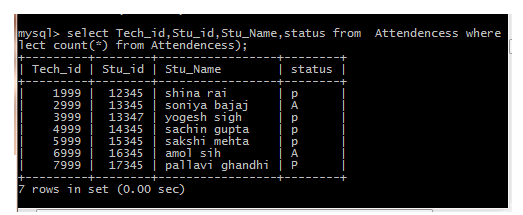 mysql> select Tech_id,Stu_id,Stu_Name,status from  Attendencess where
lect count(*) from Attendencess);
+---------+--------+-----------------+--------+
| Tech_id | Stu_id | Stu_Name        | status |
+---------+--------+-----------------+--------+
|    1999 |  12345 | shina rai       | p      |
|    2999 |  13345 | soniya bajaj    | A      |
|    3999 |  13347 | yogesh sigh     | p      |
|    4999 |  14345 | sachin gupta    | p      |
|    5999 |  15345 | sakshi mehta    | p      |
|    6999 |  16345 | amol sih        | A      |
|    7999 |  17345 | pallavi ghandhi | P      |
+---------+--------+-----------------+--------+
7 rows in set (0.00 sec)